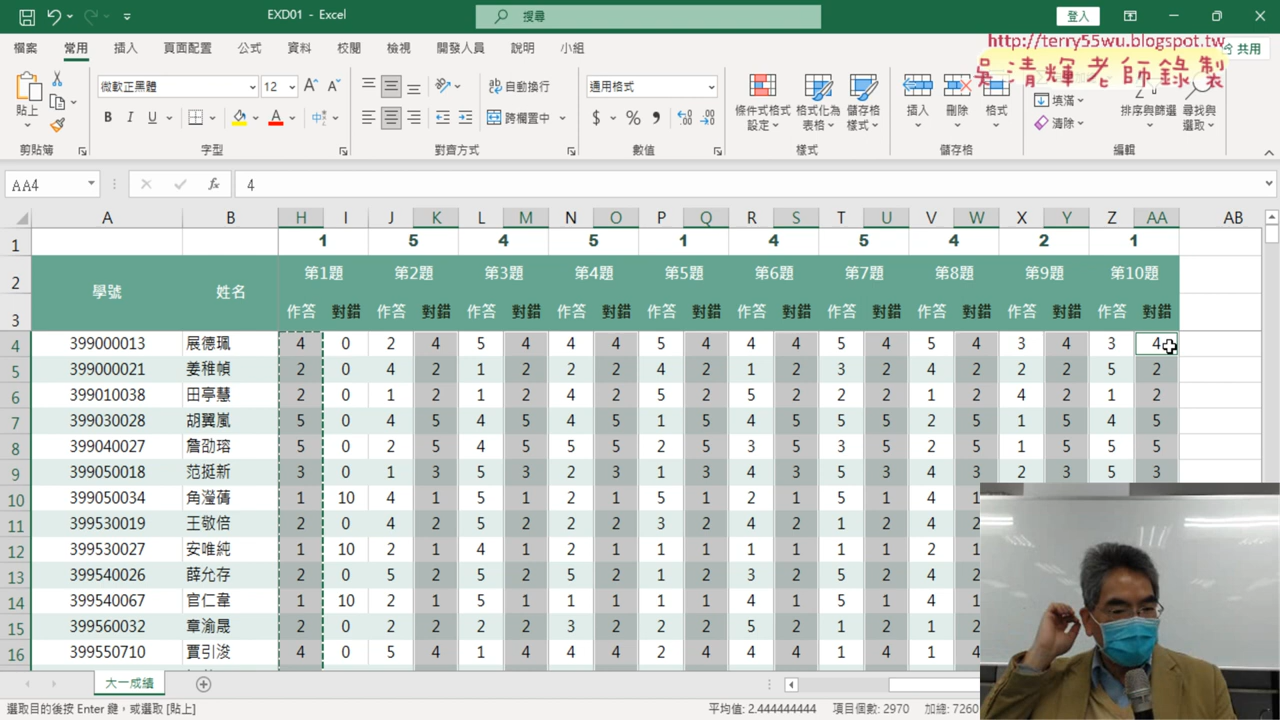 EXD01 - Excel
搜尋
登入
檔案 常用 插入 頁面配置 公式 資料 校閱 檢視 開發人員 說明 小組
共用
http://terry55wu.blogspot.tw
吳清輝老師錄製
貼上
微軟正黑體 12
B I U A 中
ab 自動換行
跨欄置中
通用格式
$ % ,
條件式格式設定 格式化為表格 儲存格樣式
插入 刪除 格式
填滿
清除
排序與篩選 尋找與選取
剪貼簿 字型 對齊方式 數值 樣式 儲存格 編輯
AA4 fx 4
A B H I J K L M N O P Q R S T U V W X Y Z AA AB
1 1 5 4 5 1 4 5 4 2 1
2 學號 姓名 第1題 第2題 第3題 第4題 第5題 第6題 第7題 第8題 第9題 第10題
3 作答 對錯 作答 對錯 作答 對錯 作答 對錯 作答 對錯 作答 對錯 作答 對錯 作答 對錯 作答 對錯 作答 對錯
4 399000013 展德珮 4 0 2 4 5 4 4 4 5 4 4 4 5 4 5 4 3 4 3 4
5 399000021 姜稚幀 2 0 4 2 1 2 2 2 4 2 1 2 3 2 4 2 2 2 5 2
6 399010038 田亭慧 2 0 1 2 1 2 4 2 5 2 5 2 2 2 1 2 4 2 1 2
7 399030028 胡翼嵐 5 0 4 5 4 5 4 5 1 5 4 5 5 5 2 5 1 5 4 5
8 399040027 詹劭瑢 5 0 2 5 4 5 5 5 2 5 3 5 3 5 2 5 1 5 5 5
9 399050018 范挺新 3 0 1 3 5 3 2 3 1 3 4 3 5 3 4 3 2 3 5 3
10 399050034 角瀅蒨 1 10 4 1 5 1 2 1 5 1 2 1 5 1 4 1
11 399530019 王敬倍 2 0 4 2 5 2 2 2 3 2 4 2 1 2 4 2
12 399530027 安唯純 1 10 2 1 4 1 2 1 1 1 1 1 1 1 2 1
13 399540026 薛允存 2 0 5 2 5 2 5 2 1 2 3 2 5 2 4 2
14 399540067 官仁韋 1 10 2 1 5 1 1 1 1 1 4 1 5 1 4 1
15 399560032 章渝晟 2 0 2 2 2 2 3 2 2 2 5 2 1 2 1 2
16 399550710 賈引浚 4 0 5 4 1 4 4 4 2 4 4 4 1 4 1 4
大一成績
選取目的後按 Enter 鍵，或選取 [貼上]
平均值: 2.444444444 項目個數: 2970 加總: 7260